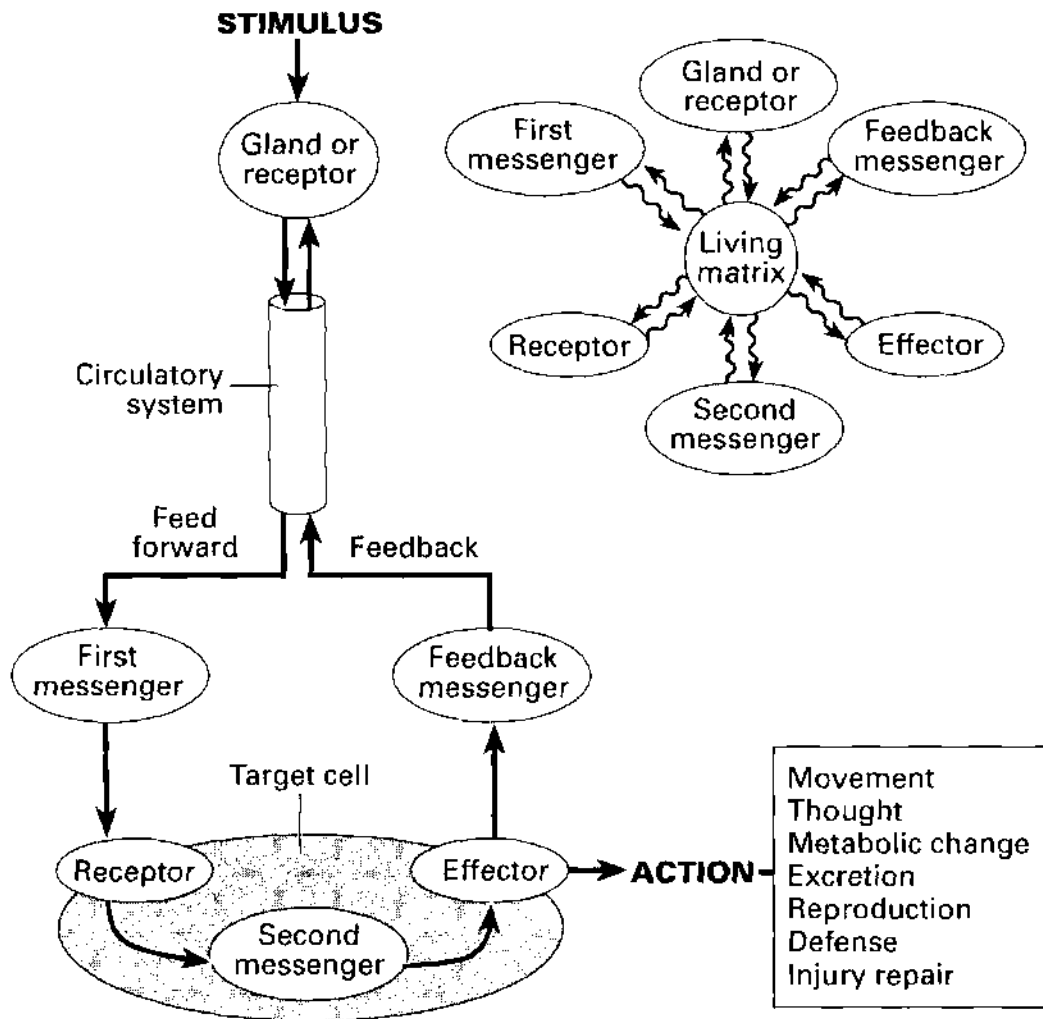 STIMULUS
Gland or
receptor
Circulatory
system
Feed
forward
Feedback
First
messenger
Feedback
messenger
Target cell
Receptor
Effector
Second
messenger
ACTION
Movement
Thought
Metabolic change
Excretion
Reproduction
Defense
Injury repair
Gland or
receptor
First
messenger
Feedback
messenger
Living
matrix
Receptor
Effector
Second
messenger